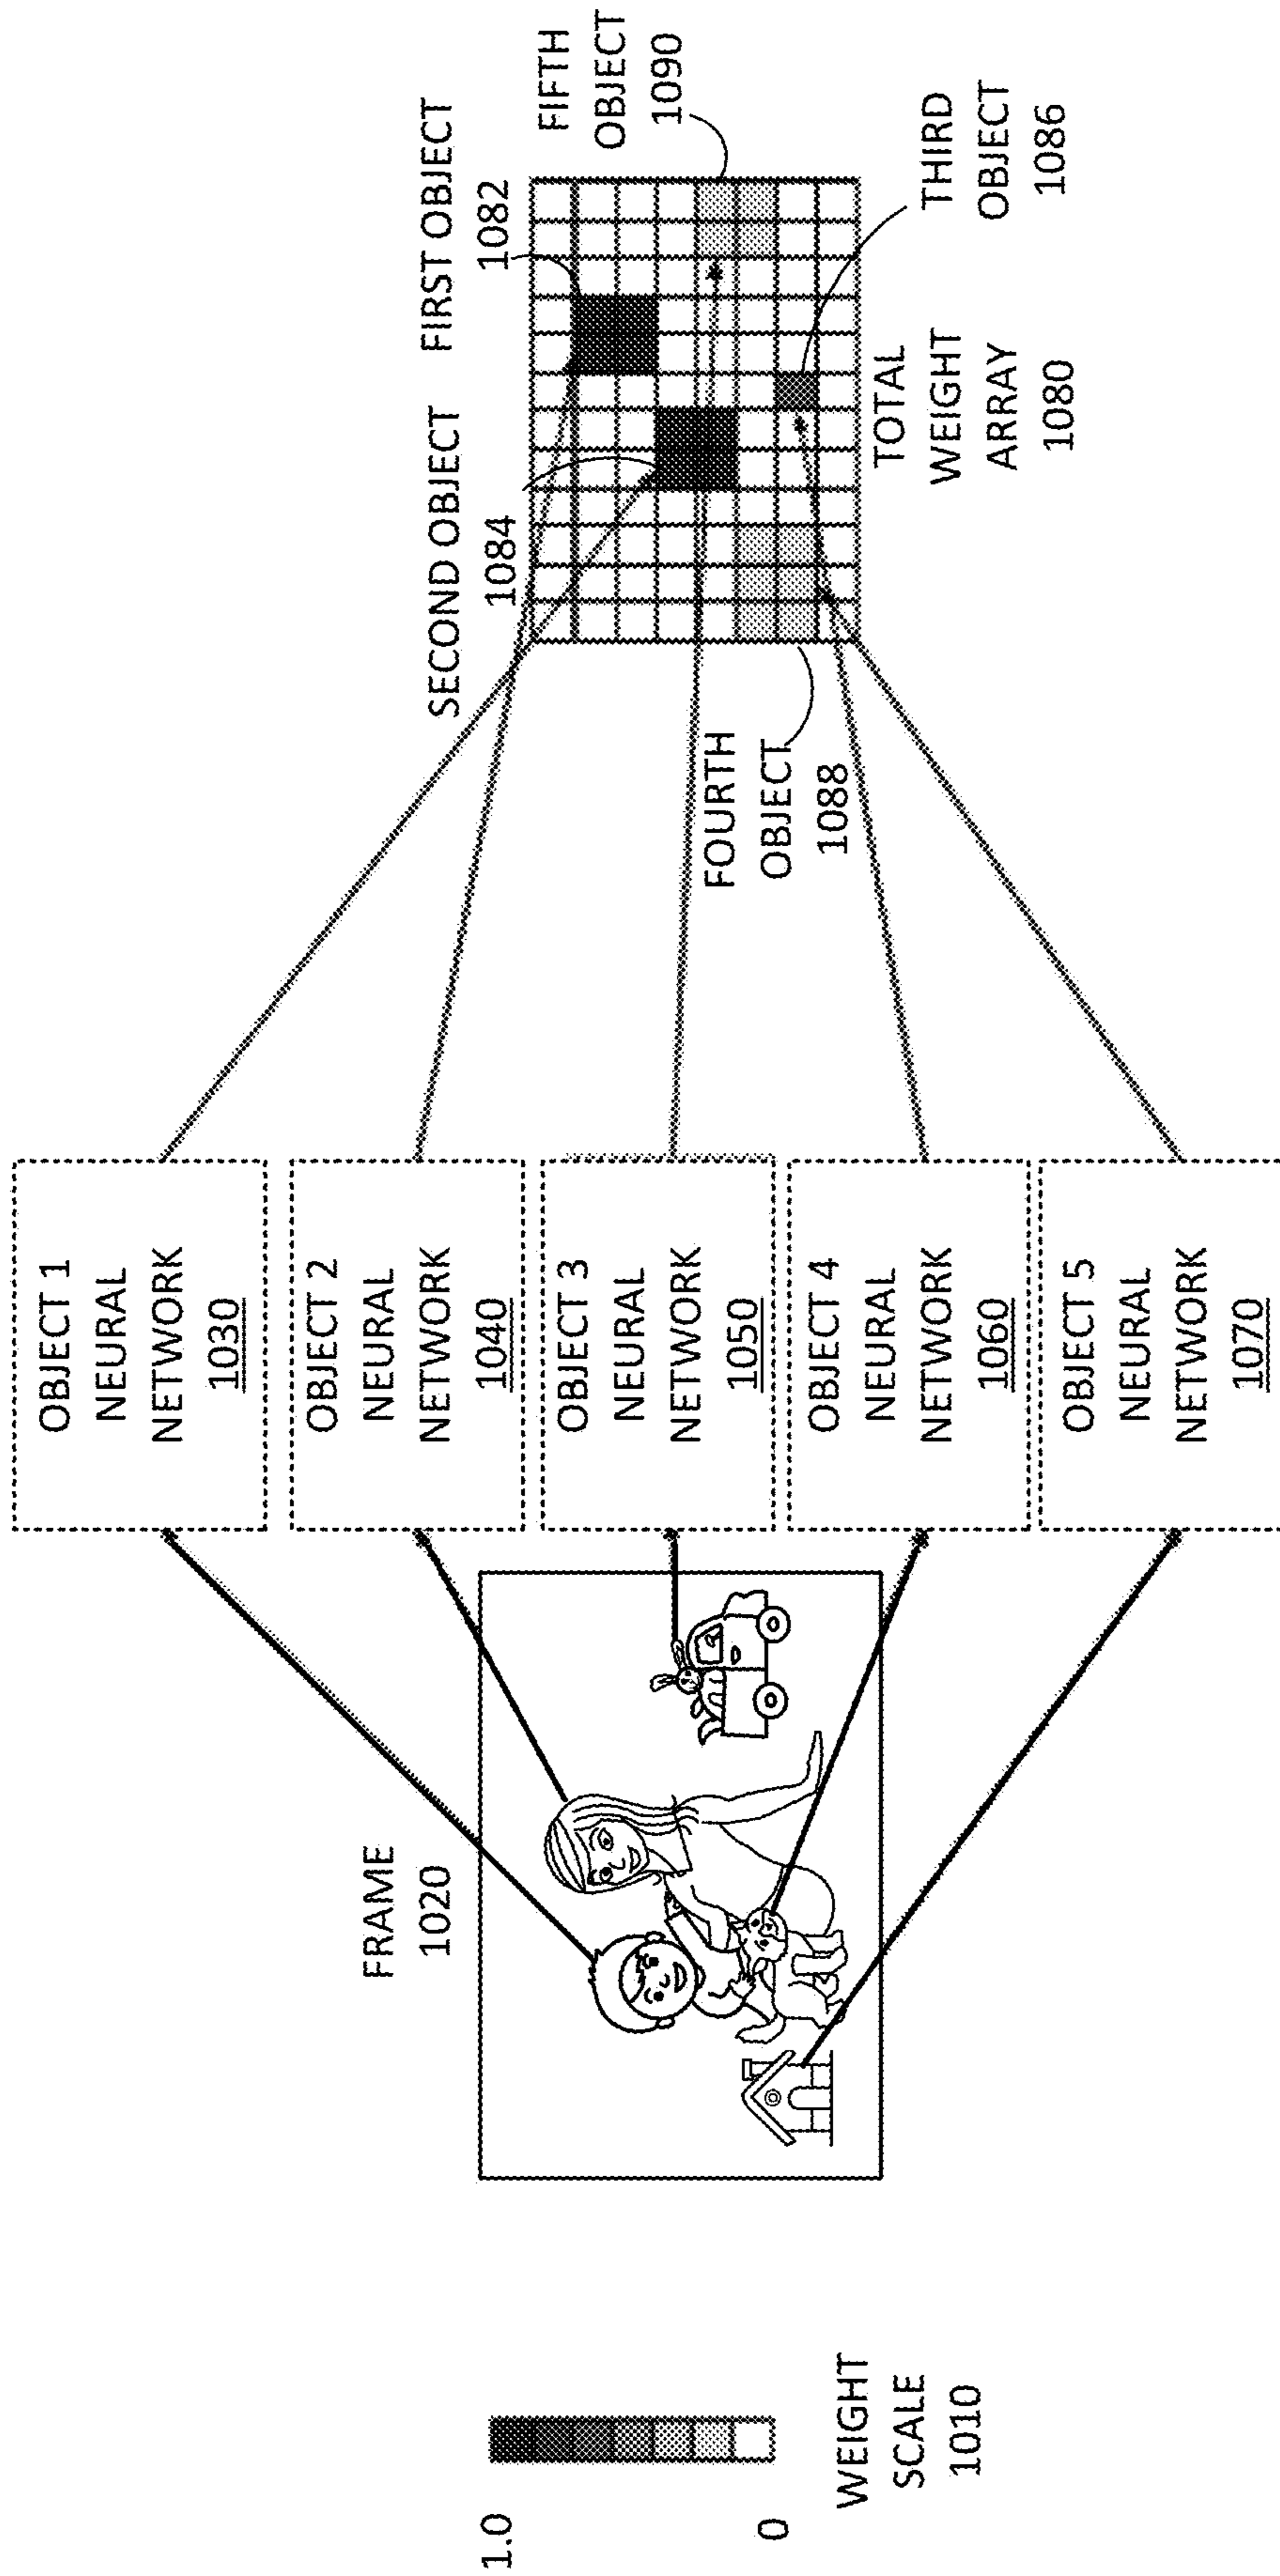 1.0
0
WEIGHT
SCALE
1010
FRAME
1020
OBJECT 1
NEURAL
NETWORK
1030
OBJECT 2
NEURAL
NETWORK
1040
OBJECT 3
NEURAL
NETWORK
1050
OBJECT 4
NEURAL
NETWORK
1060
OBJECT 5
NEURAL
NETWORK
1070
SECOND OBJECT
1084
FIRST OBJECT
1082
FIFTH
OBJECT
1090
FOURTH
OBJECT
1088
TOTAL
WEIGHT
ARRAY
1080
THIRD
OBJECT
1086